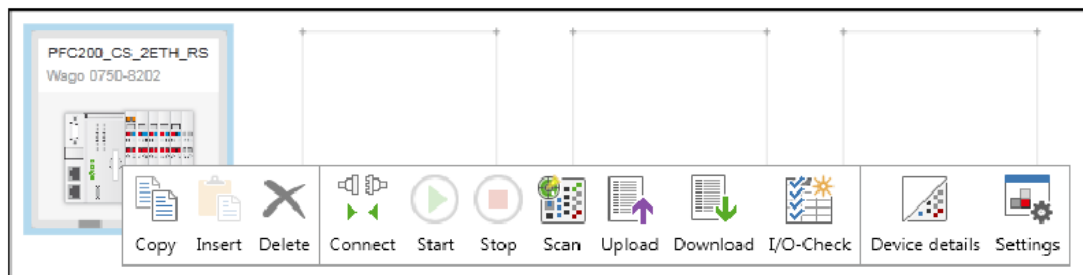 PFC200_CS_2ETH_RS
Wago 0750-8202
Copy Insert Delete Connect Start Stop Scan Upload Download I/O-Check Device details Settings